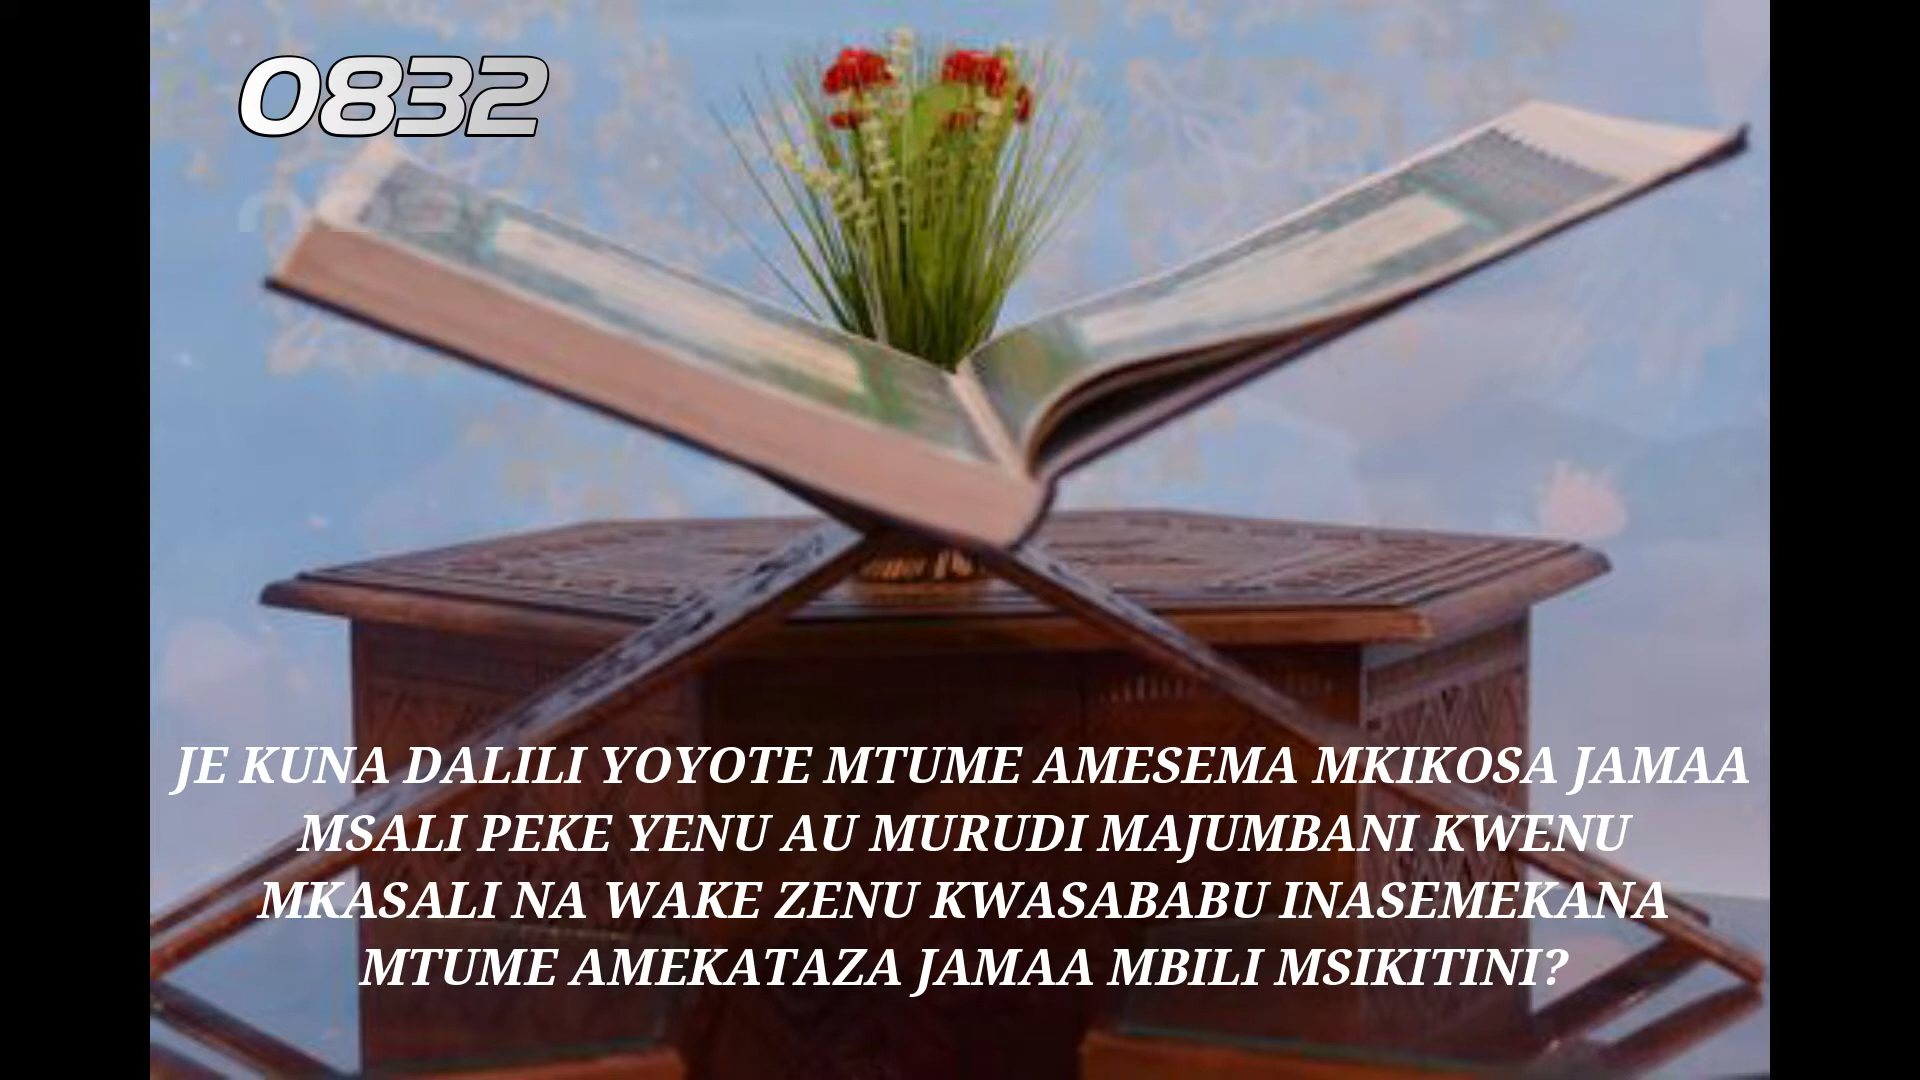 0832
JE KUNA DALILI YOYOTE MTUME AMESEMA MKIKOSA JAMAA
MSALI PEKE YENU AU MURUDI MAJUMBANI KWENU
MKASALI NA WAKE ZENU KWASABABU INASEMEKANA
MTUME AMEKATAZA JAMAA MBILI MSIKITINI?